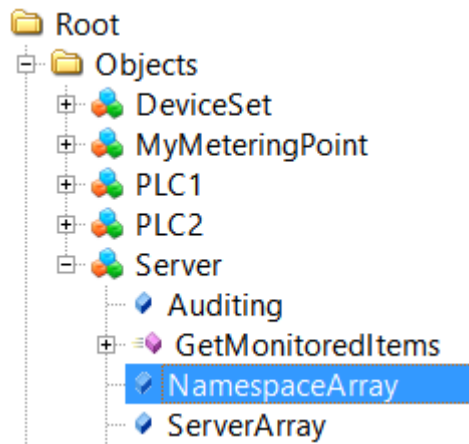 Root
Objects
DeviceSet
MyMeteringPoint
PLC1
PLC2
Server
Auditing
GetMonitoredItems
NamespaceArray
ServerArray